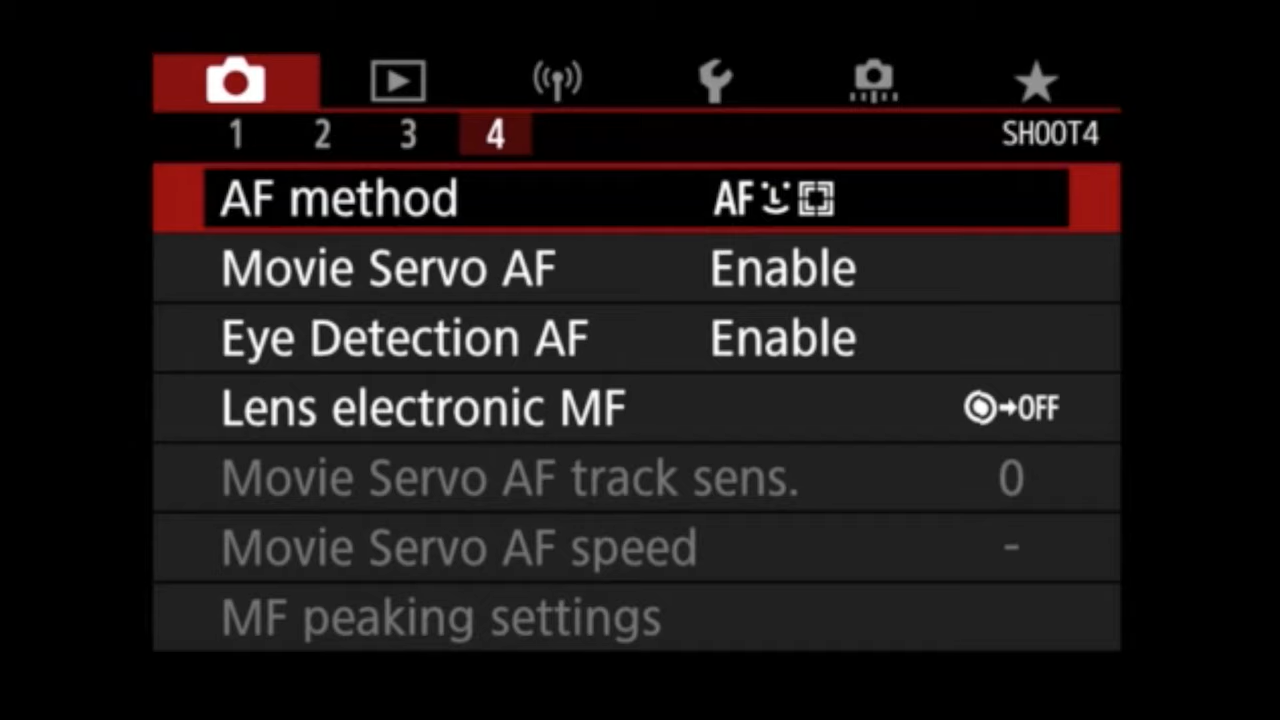 1 2 3 4 SHOOT4
AF method AF
Movie Servo AF Enable
Eye Detection AF Enable
Lens electronic MF →OFF
Movie Servo AF track sens. 0
Movie Servo AF speed -
MF peaking settings